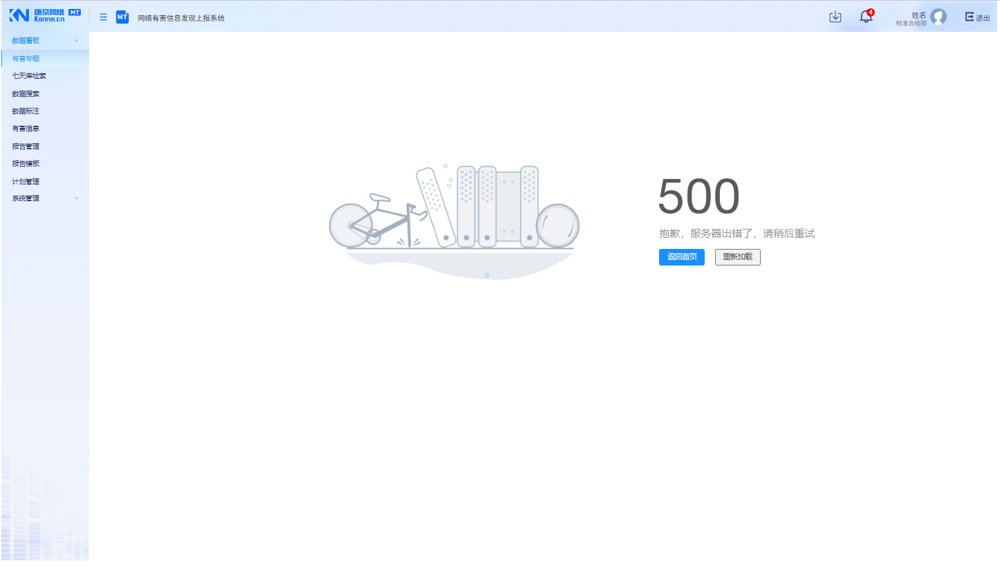 康奈网络 MT
Konne.cn
MT 网络有害信息发现上报系统
4
姓名
标准合规部
退出
数据看板
有害专题
七天库检索
数据搜索
数据标注
有害信息
报告管理
报告模板
计划管理
系统管理
500
抱歉，服务器出错了，请稍后重试
返回首页 重新加载